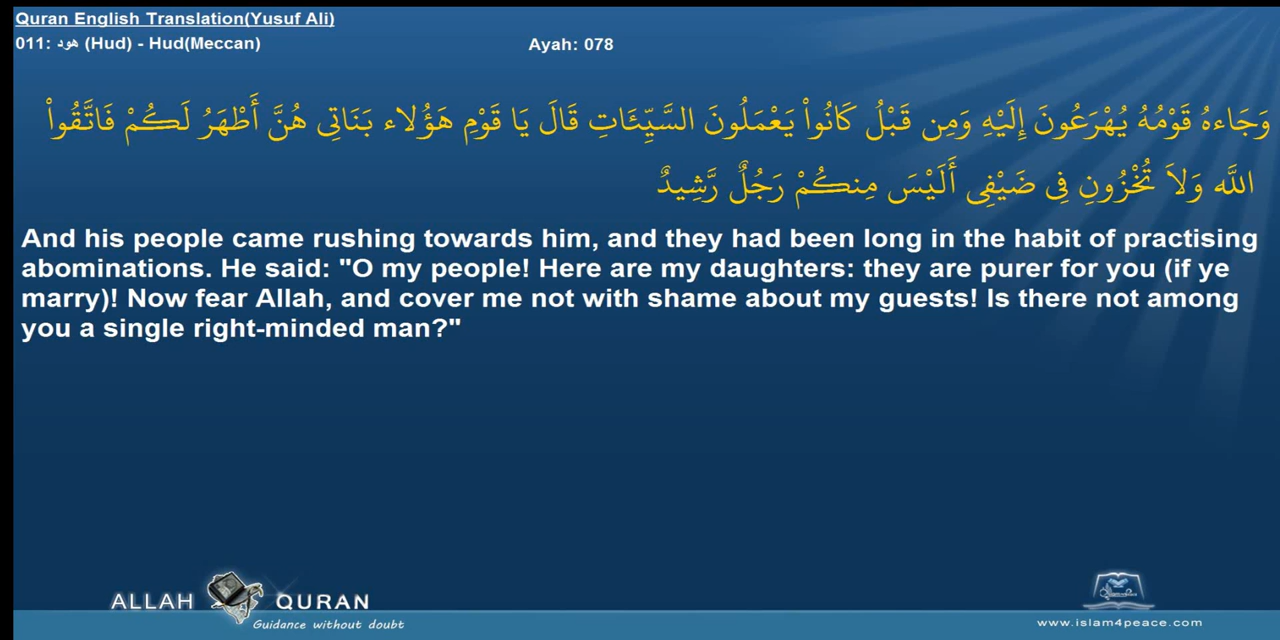 Quran English Translation(Yusuf Ali)
011: هود (Hud) - Hud(Meccan)
Ayah: 078
وَجَاءهُ قَوْمُهُ يُهْرَعُونَ إِلَيْهِ وَمِن قَبْلُ كَانُواْ يَعْمَلُونَ السَّيِّئَاتِ قَالَ يَا قَوْمِ هَؤُلاء بَنَاتِي هُنَّ أَطْهَرُ لَكُمْ فَاتَّقُواْ
اللّهَ وَلاَ تُخْزُونِ فِي ضَيْفِي أَلَيْسَ مِنكُمْ رَجُلٌ رَّشِيدٌ
And his people came rushing towards him, and they had been long in the habit of practising
abominations. He said: "O my people! Here are my daughters: they are purer for you (if ye
marry)! Now fear Allah, and cover me not with shame about my guests! Is there not among
you a single right-minded man?"
ALLAH QURAN
Guidance without doubt
www.islam4peace.com